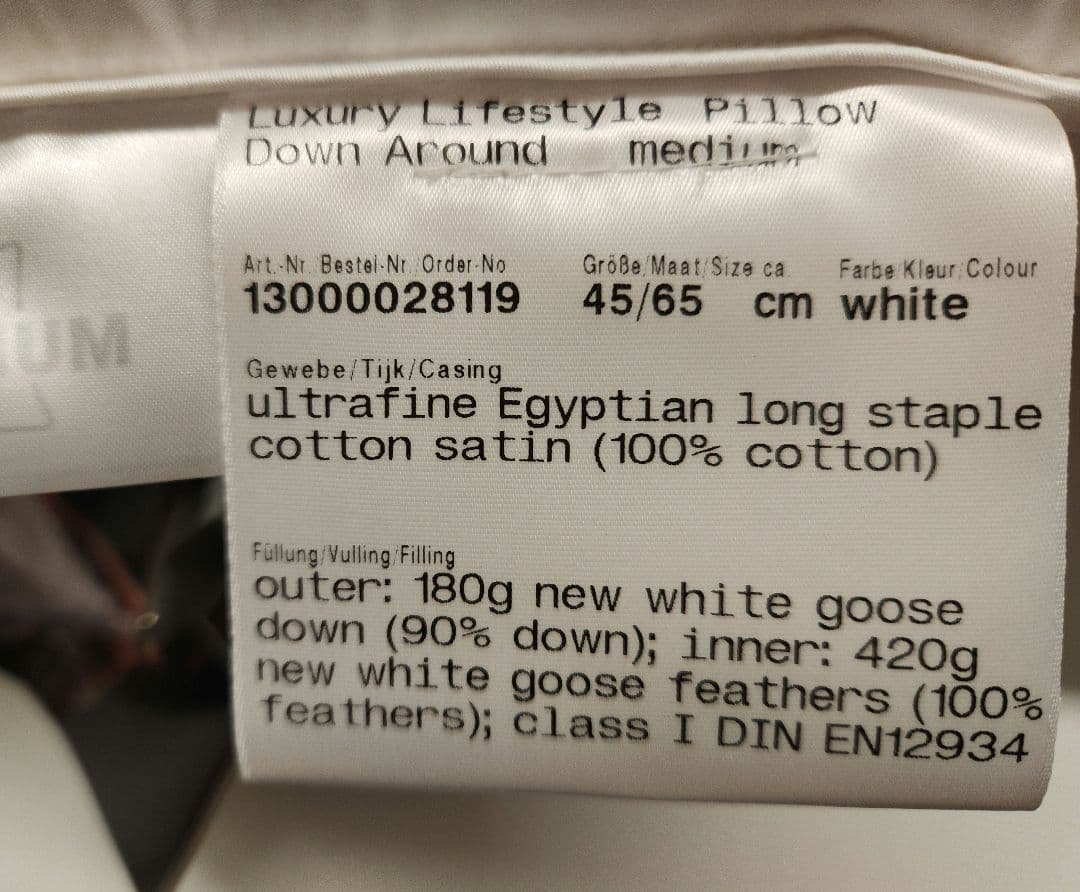 Luxury Lifestyle Pillow
Down Around medium
Art.-Nr. Bestel-Nr. Order-No Größe/Maat/Size ca Farbe Kleur Colour
13000028119 45/65 cm white
UM
Gewebe/Tijk/Casing
ultrafine Egyptian long staple
cotton satin (100% cotton)
Füllung/Vulling/Filling
outer: 180g new white goose
down (90% down); inner: 420g
new white goose feathers (100%
feathers); class I DIN EN12934